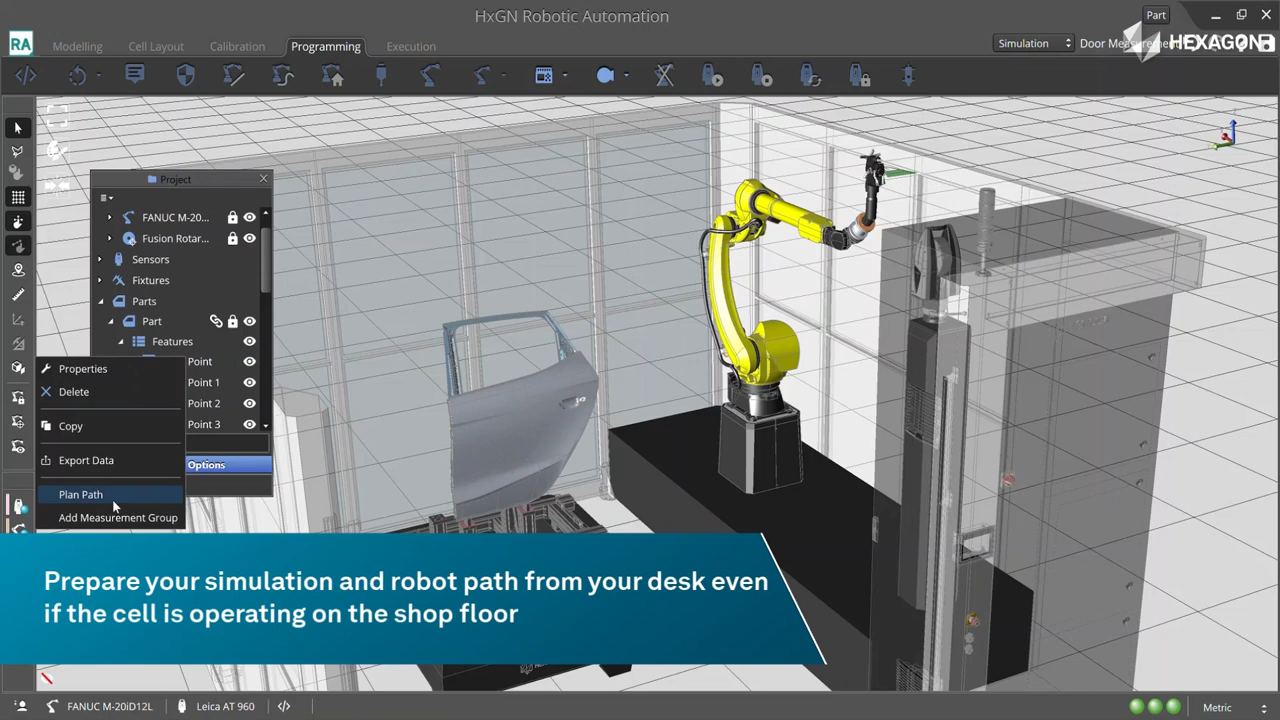 HxGN Robotic Automation
Part
RA
Modelling
Cell Layout
Calibration
Programming
Execution
Simulation
HEXAGON
Project
FANUC M-20...
Fusion Rotar...
Sensors
Fixtures
Parts
Part
Features
Point
Point 1
Point 2
Point 3
Properties
Delete
Copy
Export Data
Options
Plan Path
Add Measurement Group
Prepare your simulation and robot path from your desk even
if the cell is operating on the shop floor
FANUC M-20iD12L
Leica AT 960
Metric